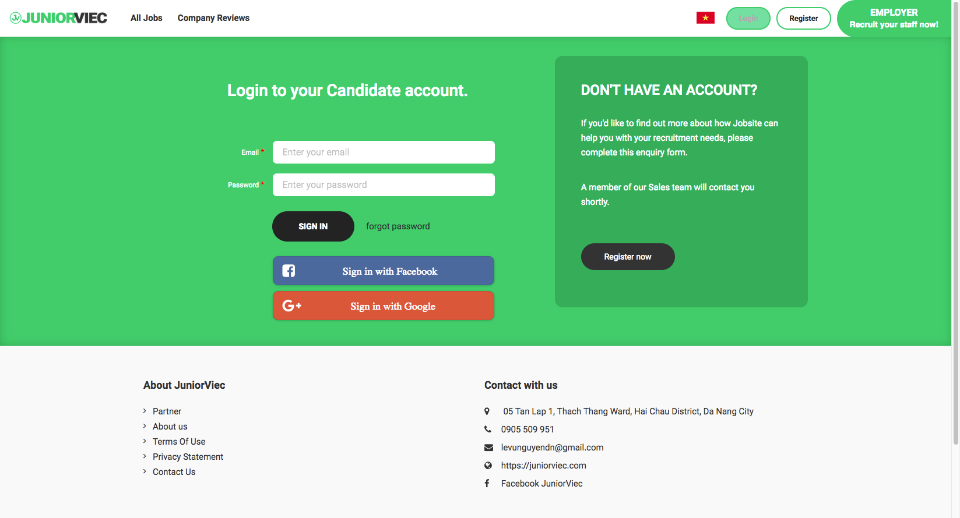 JUNIORVIEC
All Jobs
Company Reviews
Login
Register
EMPLOYER
Recruit your staff now!
Login to your Candidate account.
Email *
Enter your email
Password *
Enter your password
SIGN IN
forgot password
Sign in with Facebook
Sign in with Google
DON'T HAVE AN ACCOUNT?
If you'd like to find out more about how Jobsite can
help you with your recruitment needs, please
complete this enquiry form.
A member of our Sales team will contact you
shortly.
Register now
About JuniorViec
Partner
About us
Terms Of Use
Privacy Statement
Contact Us
Contact with us
05 Tan Lap 1, Thach Thang Ward, Hai Chau District, Da Nang City
0905 509 951
levunguyendn@gmail.com
https://juniorviec.com
Facebook JuniorViec